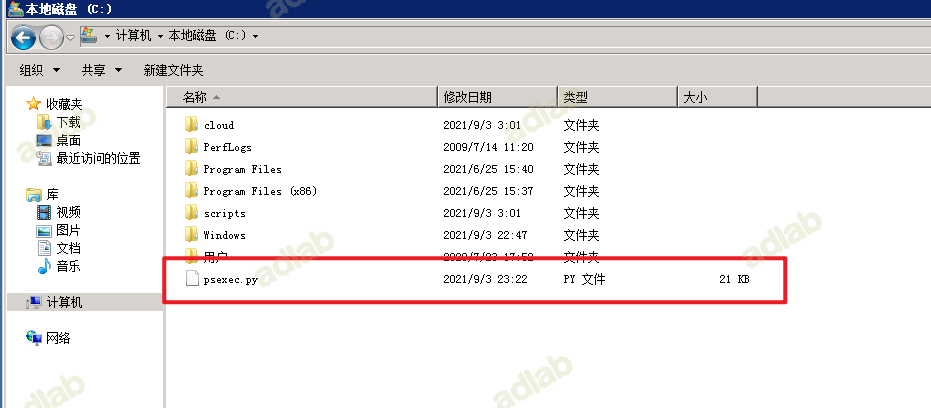 本地磁盘 (C:)
计算机 本地磁盘 (C:)
组织 共享 新建文件夹
收藏夹
下载
桌面
最近访问的位置
库
视频
图片
文档
音乐
计算机
网络
名称 修改日期 类型 大小
cloud 2021/9/3 3:01 文件夹
PerfLogs 2009/7/14 11:20 文件夹
Program Files 2021/6/25 15:40 文件夹
Program Files (x86) 2021/6/25 15:37 文件夹
scripts 2021/9/3 3:01 文件夹
Windows 2021/9/3 22:47 文件夹
用户 17:52 文件夹
psexec.py 2021/9/3 23:22 PY 文件 21 KB
adlab
adlab
adlab
adlab
adlab
adlab
adlab